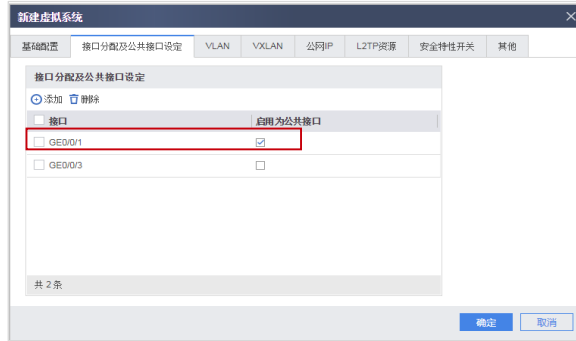 新建虚拟系统
基础配置 接口分配及公共接口设定 VLAN VXLAN 公网IP L2TP资源 安全特性开关 其他
接口分配及公共接口设定
添加 删除
接口 启用为公共接口
GE0/0/1
GE0/0/3
共 2 条
确定 取消